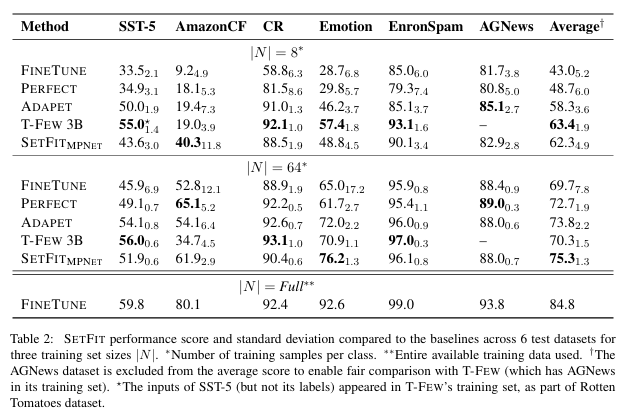 Method SST-5 AmazonCF CR Emotion EnronSpam AGNews Average†
|N| = 8*
FINETUNE 33.5 2.1 9.2 4.9 58.8 6.3 28.7 6.8 85.0 6.0 81.7 3.8 43.0 5.2
PERFECT 34.9 3.1 18.1 5.3 81.5 8.6 29.8 5.7 79.3 7.4 80.8 5.0 48.7 6.0
ADAPET 50.0 1.9 19.4 7.3 91.0 1.3 46.2 3.7 85.1 3.7 85.1 2.7 58.3 3.6
T-FEW 3B 55.0⋆ 1.4 19.0 3.9 92.1 1.0 57.4 1.8 93.1 1.6 – 63.4 1.9
SETFIT MPNET 43.6 3.0 40.3 11.8 88.5 1.9 48.8 4.5 90.1 3.4 82.9 2.8 62.3 4.9
|N| = 64*
FINETUNE 45.9 6.9 52.8 12.1 88.9 1.9 65.0 17.2 95.9 0.8 88.4 0.9 69.7 7.8
PERFECT 49.1 0.7 65.1 5.2 92.2 0.5 61.7 2.7 95.4 1.1 89.0 0.3 72.7 1.9
ADAPET 54.1 0.8 54.1 6.4 92.6 0.7 72.0 2.2 96.0 0.9 88.0 0.6 73.8 2.2
T-FEW 3B 56.0 0.6 34.7 4.5 93.1 1.0 70.9 1.1 97.0 0.3 – 70.3 1.5
SETFIT MPNET 51.9 0.6 61.9 2.9 90.4 0.6 76.2 1.3 96.1 0.8 88.0 0.7 75.3 1.3
|N| = Full**
FINETUNE 59.8 80.1 92.4 92.6 99.0 93.8 84.8
Table 2: SETFIT performance score and standard deviation compared to the baselines across 6 test datasets for
three training set sizes |N|. *Number of training samples per class. **Entire available training data used. †The
AGNews dataset is excluded from the average score to enable fair comparison with T-FEW (which has AGNews
in its training set). ⋆The inputs of SST-5 (but not its labels) appeared in T-FEW's training set, as part of Rotten
Tomatoes dataset.